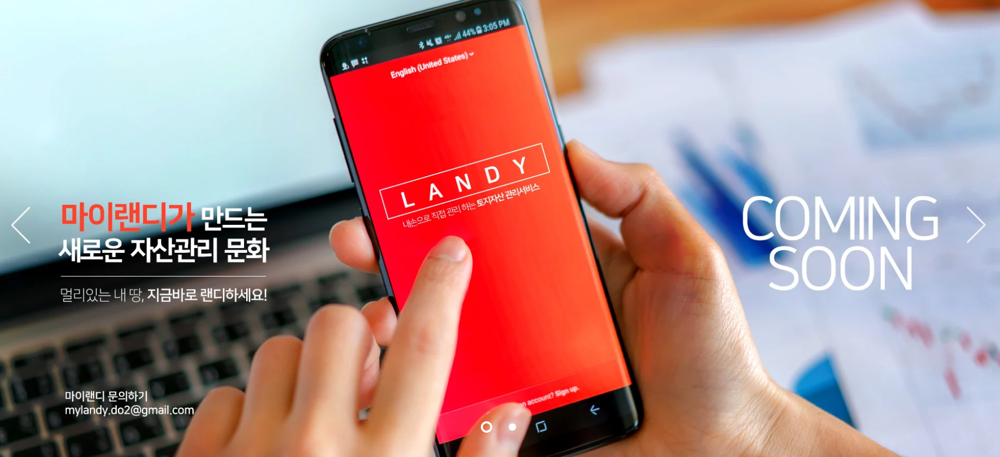 44% 3:05 PM
English (United States)
LANDY
내손으로 직접 관리 하는 토지자산 관리서비스
마이랜디가 만드는
새로운 자산관리 문화
멀리있는 내 땅, 지금바로 랜디하세요!
COMING
SOON
마이랜디 문의하기
mylandy.do2@gmail.com
account? Sign up.